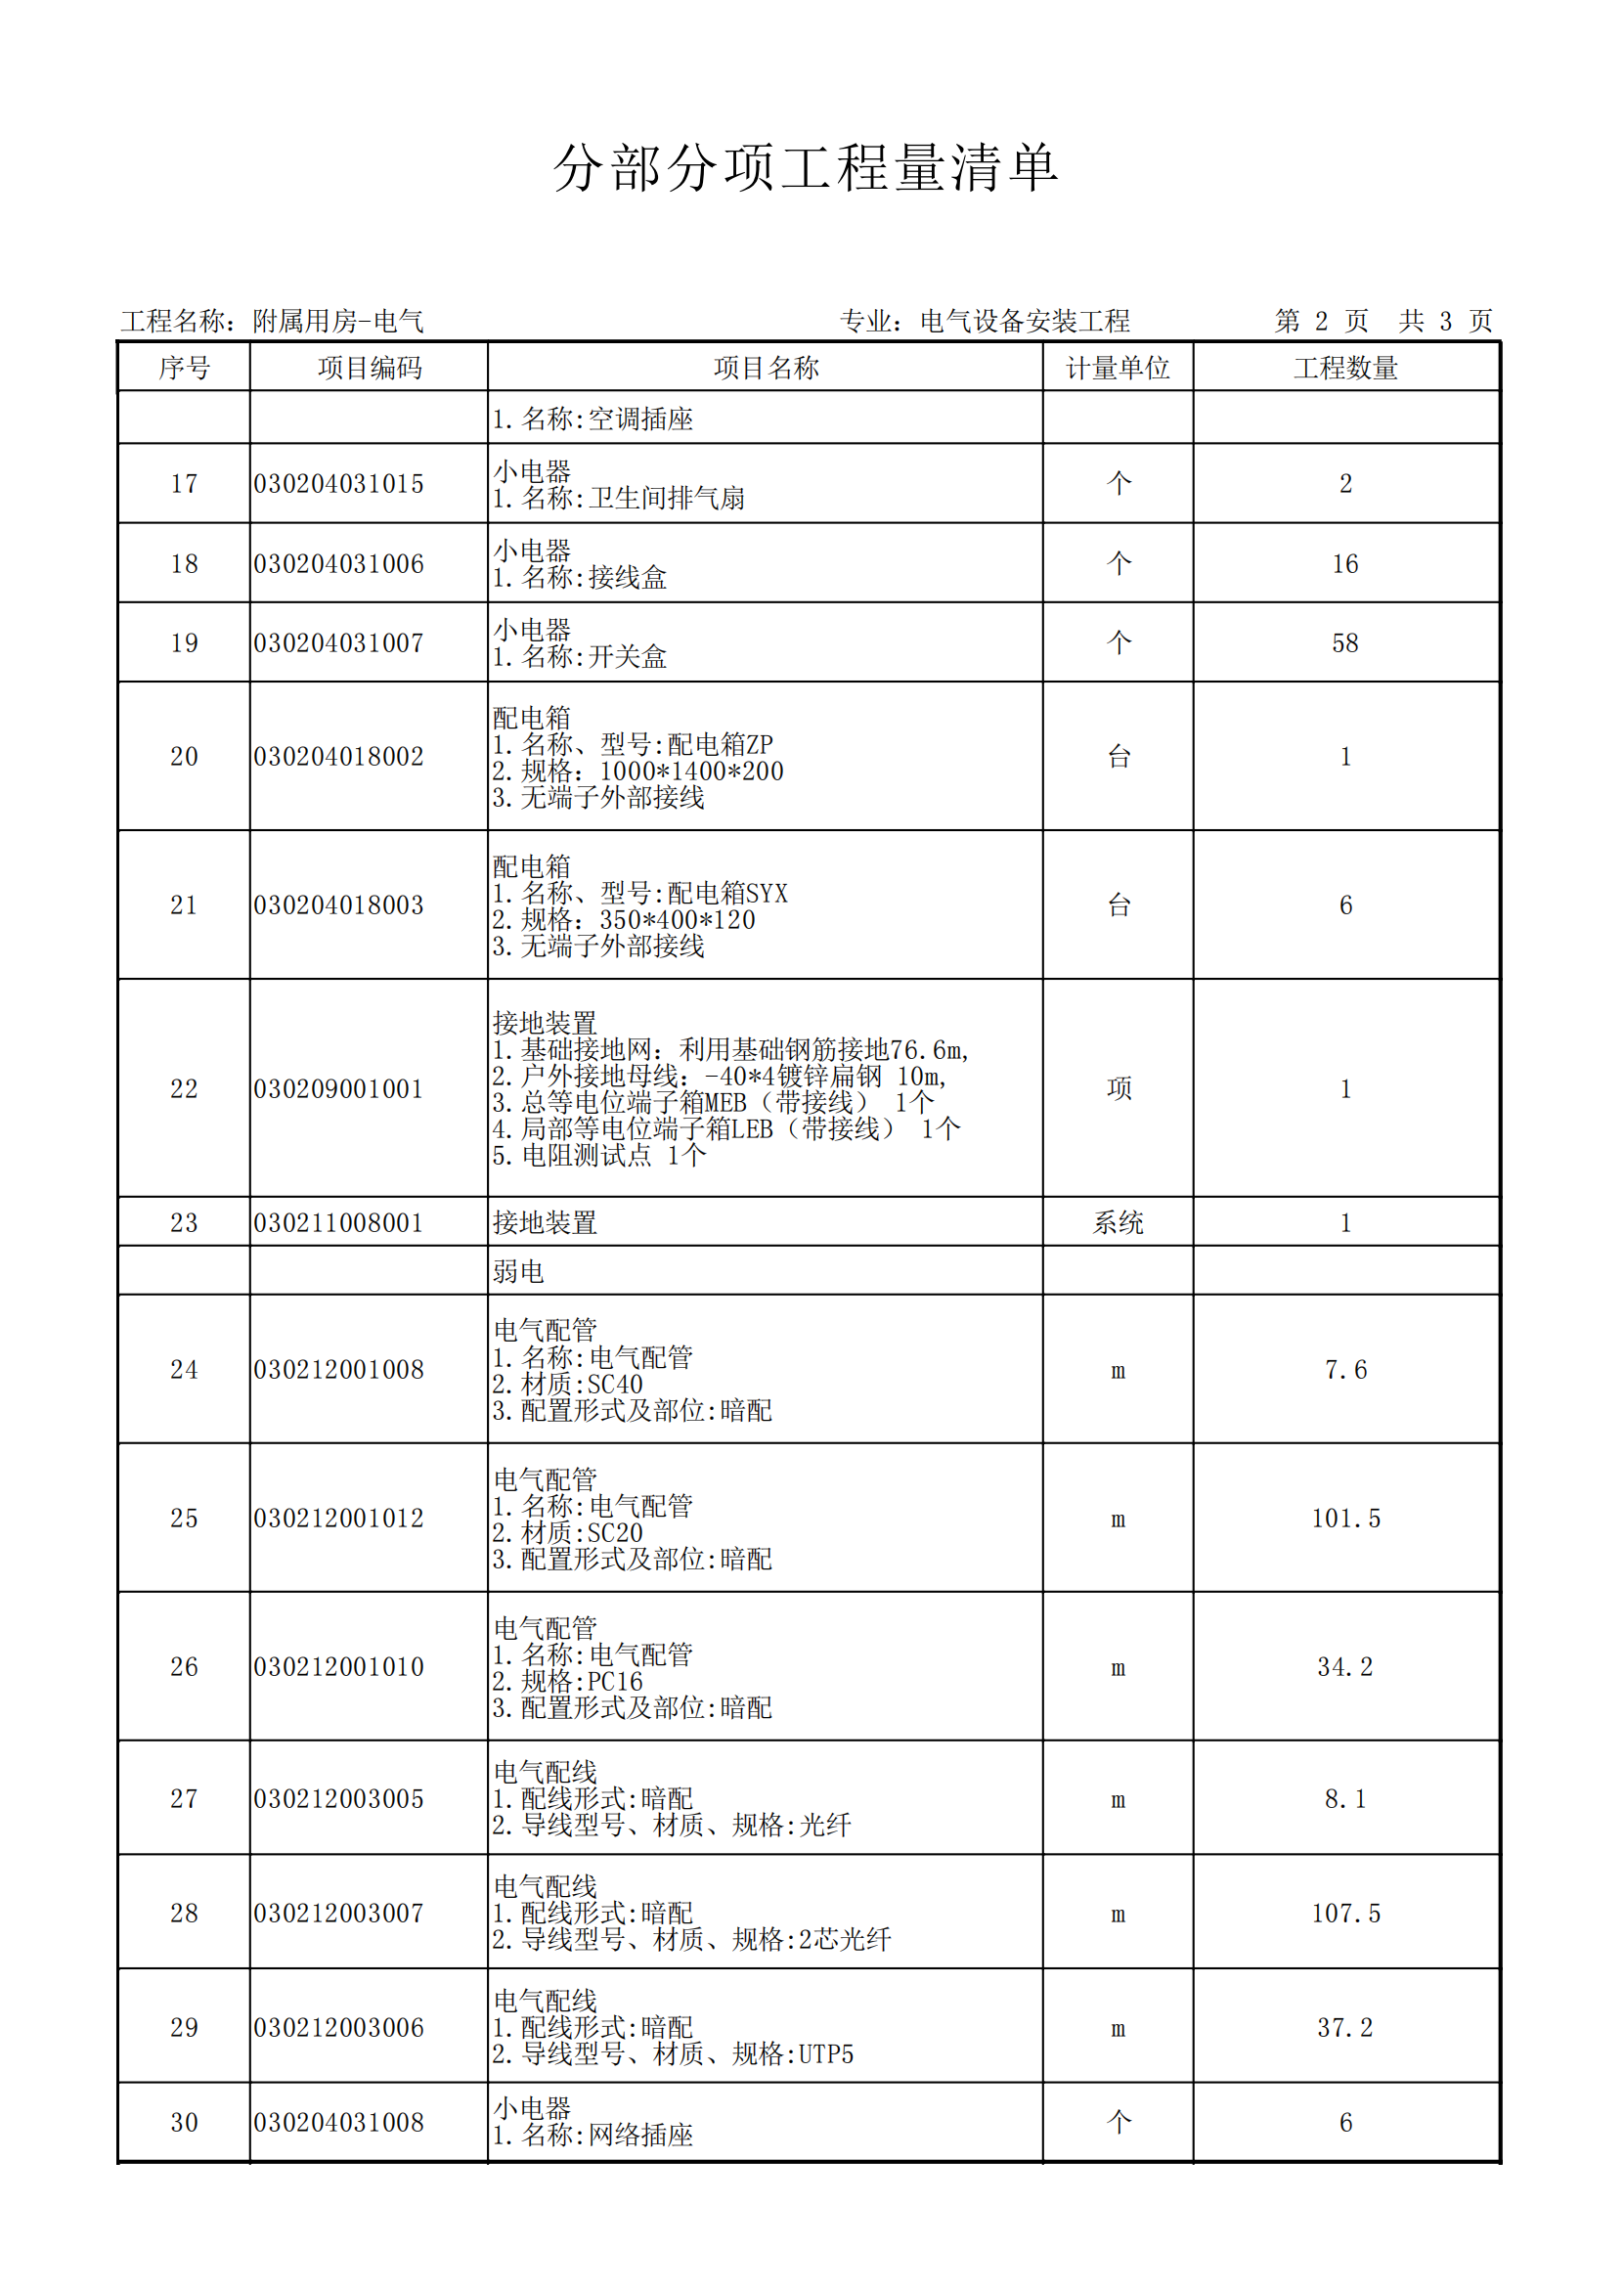 分部分项工程量清单
工程名称：附属用房-电气 专业：电气设备安装工程 第 2 页 共 3 页
序号 项目编码 项目名称 计量单位 工程数量
1.名称:空调插座
17 030204031015 小电器 个 2
1.名称:卫生间排气扇
18 030204031006 小电器 个 16
1.名称:接线盒
19 030204031007 小电器 个 58
1.名称:开关盒
20 030204018002 配电箱 台 1
1.名称、型号:配电箱ZP
2.规格：1000*1400*200
3.无端子外部接线
21 030204018003 配电箱 台 6
1.名称、型号:配电箱SYX
2.规格：350*400*120
3.无端子外部接线
22 030209001001 接地装置 项 1
1.基础接地网：利用基础钢筋接地76.6m,
2.户外接地母线：-40*4镀锌扁钢 10m,
3.总等电位端子箱MEB（带接线） 1个
4.局部等电位端子箱LEB（带接线） 1个
5.电阻测试点 1个
23 030211008001 接地装置 系统 1
弱电
24 030212001008 电气配管 m 7.6
1.名称:电气配管
2.材质:SC40
3.配置形式及部位:暗配
25 030212001012 电气配管 m 101.5
1.名称:电气配管
2.材质:SC20
3.配置形式及部位:暗配
26 030212001010 电气配管 m 34.2
1.名称:电气配管
2.规格:PC16
3.配置形式及部位:暗配
27 030212003005 电气配线 m 8.1
1.配线形式:暗配
2.导线型号、材质、规格:光纤
28 030212003007 电气配线 m 107.5
1.配线形式:暗配
2.导线型号、材质、规格:2芯光纤
29 030212003006 电气配线 m 37.2
1.配线形式:暗配
2.导线型号、材质、规格:UTP5
30 030204031008 小电器 个 6
1.名称:网络插座